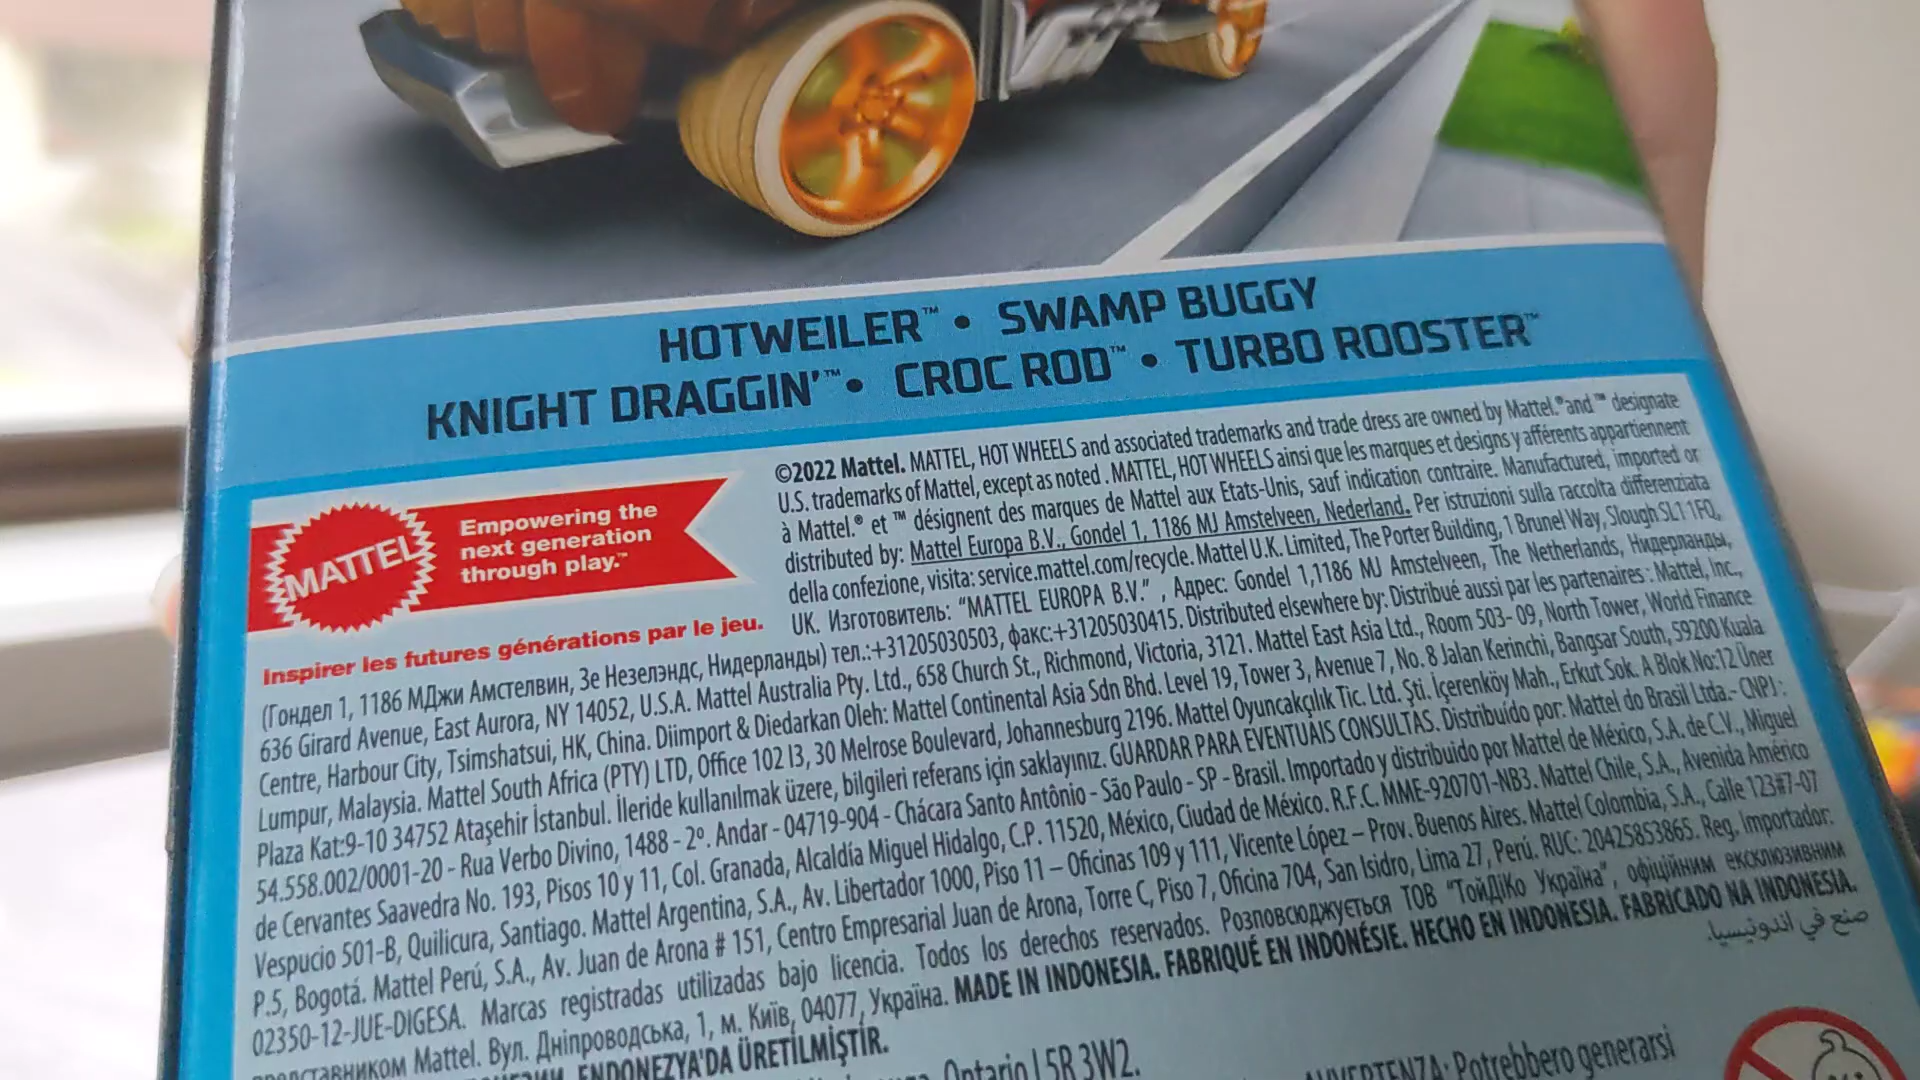 HOTWEILER™ • SWAMP BUGGY
KNIGHT DRAGGIN'™ • CROC ROD™ • TURBO ROOSTER™
MATTEL
Empowering the
next generation
through play.™
Inspirer les futures générations par le jeu.
©2022 Mattel. MATTEL, HOT WHEELS and associated trademarks and trade dress are owned by Mattel.® and ™ designate
U.S. trademarks of Mattel, except as noted . MATTEL, HOT WHEELS ainsi que les marques et designs y afférents appartiennent
à Mattel.® et ™ désignent des marques de Mattel aux Etats-Unis, sauf indication contraire. Manufactured, imported or
distributed by: Mattel Europa B.V., Gondel 1, 1186 MJ Amstelveen, Nederland. Per istruzioni sulla raccolta differenziata
della confezione, visita: service.mattel.com/recycle. Mattel U.K. Limited, The Porter Building, 1 Brunel Way, Slough SL1 1FQ,
UK. Изготовитель: "MATTEL EUROPA B.V." , Адрес: Gondel 1,1186 MJ Amstelveen, The Netherlands, Нидерланды,
(Гондел 1, 1186 МДжи Амстелвин, Зе Незелэндс, Нидерланды) тел.:+31205030503, факс:+31205030415. Distributed elsewhere by: Distribué aussi par les partenaires : Mattel, Inc.,
636 Girard Avenue, East Aurora, NY 14052, U.S.A. Mattel Australia Pty. Ltd., 658 Church St., Richmond, Victoria, 3121. Mattel East Asia Ltd., Room 503- 09, North Tower, World Finance
Centre, Harbour City, Tsimshatsui, HK, China. Diimport & Diedarkan Oleh: Mattel Continental Asia Sdn Bhd. Level 19, Tower 3, Avenue 7, No. 8 Jalan Kerinchi, Bangsar South, 59200 Kuala
Lumpur, Malaysia. Mattel South Africa (PTY) LTD, Office 102 I3, 30 Melrose Boulevard, Johannesburg 2196. Mattel Oyuncakçılık Tic. Ltd. Şti. İçerenköy Mah., Erkut Sok. A Blok No:12 Üner
Plaza Kat:9-10 34752 Ataşehir İstanbul. İleride kullanılmak üzere, bilgileri referans için saklayınız. GUARDAR PARA EVENTUAIS CONSULTAS. Distribuído por: Mattel do Brasil Ltda.- CNPJ :
54.558.002/0001-20 - Rua Verbo Divino, 1488 - 2º. Andar - 04719-904 - Chácara Santo Antônio - São Paulo - SP - Brasil. Importado y distribuido por Mattel de México, S.A. de C.V., Miguel
de Cervantes Saavedra No. 193, Pisos 10 y 11, Col. Granada, Alcaldía Miguel Hidalgo, C.P. 11520, México, Ciudad de México. R.F.C. MME-920701-NB3. Mattel Chile, S.A., Avenida Américo
Vespucio 501-B, Quilicura, Santiago. Mattel Argentina, S.A., Av. Libertador 1000, Piso 11 – Oficinas 109 y 111, Vicente López – Prov. Buenos Aires. Mattel Colombia, S.A., Calle 123#7-07
P.5, Bogotá. Mattel Perú, S.A., Av. Juan de Arona # 151, Centro Empresarial Juan de Arona, Torre C, Piso 7, Oficina 704, San Isidro, Lima 27, Perú. RUC: 20425853865. Reg. Importador:
02350-12-JUE-DIGESA. Marcas registradas utilizadas bajo licencia. Todos los derechos reservados. Розповсюджується ТОВ "ТойДіКо Україна", офіційним ексклюзивним
представником Mattel. Вул. Дніпроводська, 1, м. Київ, 04077, Україна. MADE IN INDONESIA. FABRIQUÉ EN INDONÉSIE. HECHO EN INDONESIA. FABRICADO NA INDONESIA.
ENDONEZYA'DA ÜRETİLMİŞTİR. صنع في اندونيسيا.
Ontario L5R 3W2.
AVVERTENZA: Potrebbero generarsi